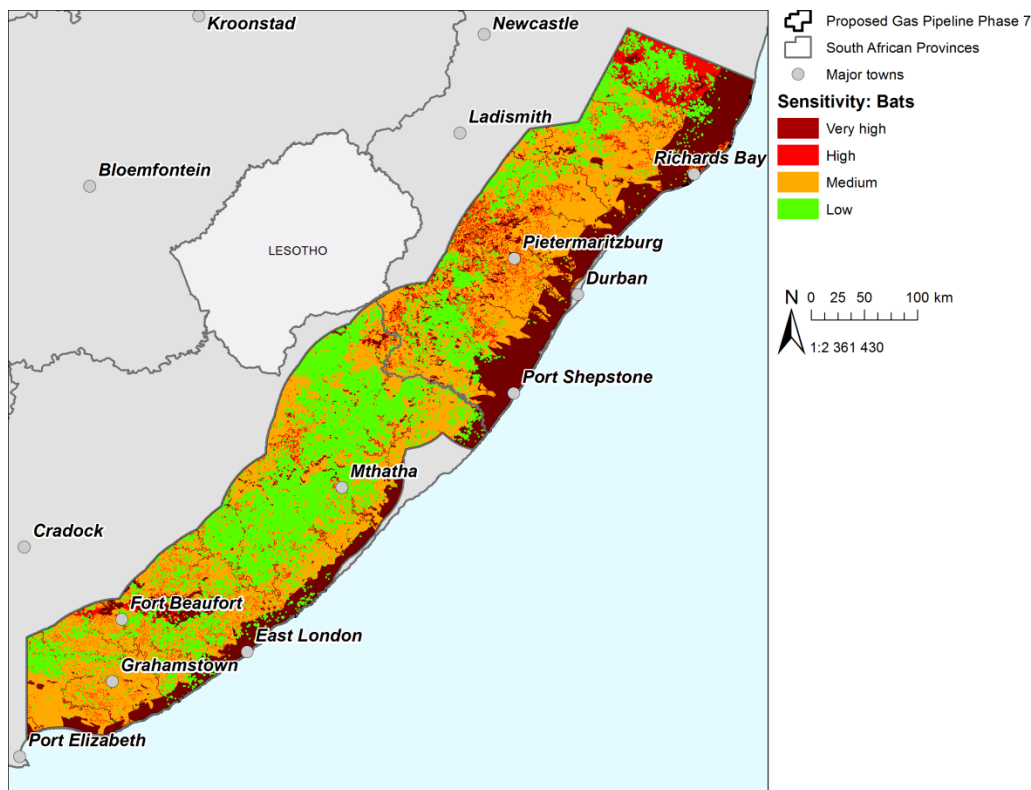 Kroonstad
Newcastle
Ladismith
Bloemfontein
Richards Bay
LESOTHO
Pietermaritzburg
Durban
Port Shepstone
Mthatha
Cradock
Fort Beaufort
East London
Grahamstown
Port Elizabeth
Proposed Gas Pipeline Phase 7
South African Provinces
Major towns
Sensitivity: Bats
Very high
High
Medium
Low
N 0 25 50 100 km
1:2 361 430